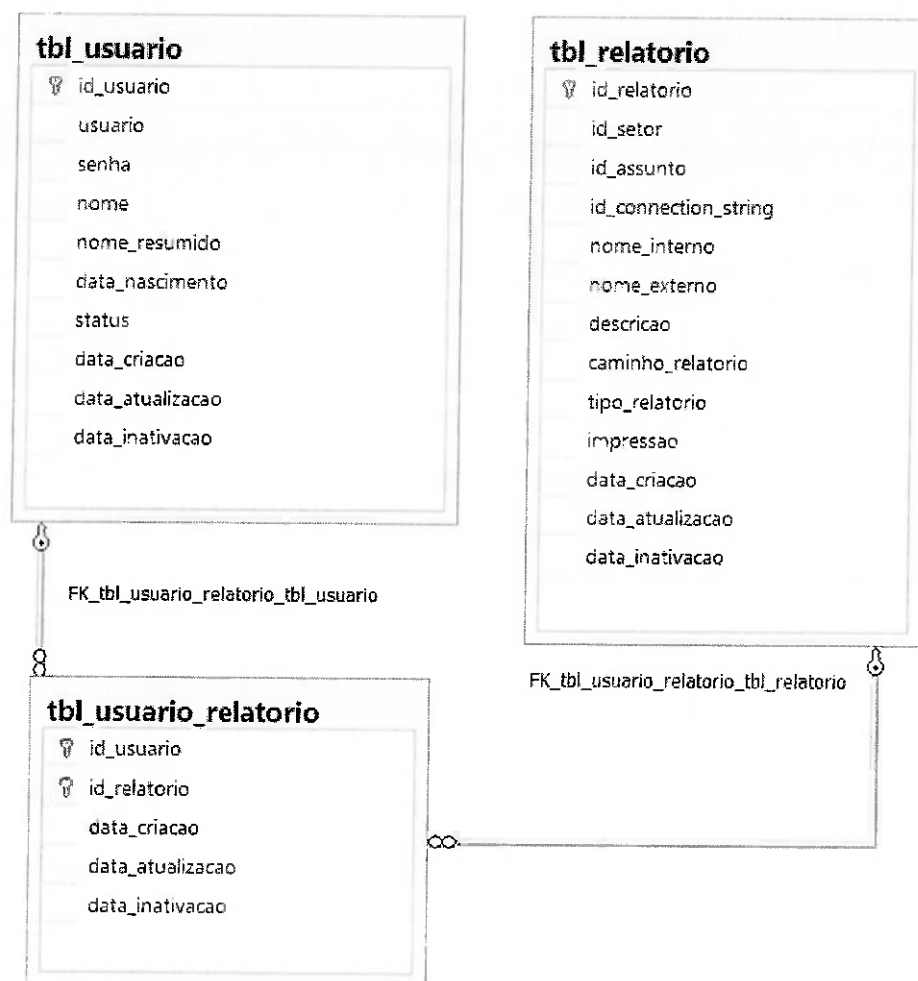 tbl_usuario
id_usuario
usuario
senha
nome
nome_resumido
data_nascimento
status
data_criacao
data_atualizacao
data_inativacao
tbl_relatorio
id_relatorio
id_setor
id_assunto
id_connection_string
nome_interno
nome_externo
descricao
caminho_relatorio
tipo_relatorio
impressao
data_criacao
data_atualizacao
data_inativacao
FK_tbl_usuario_relatorio_tbl_usuario
FK_tbl_usuario_relatorio_tbl_relatorio
tbl_usuario_relatorio
id_usuario
id_relatorio
data_criacao
data_atualizacao
data_inativacao